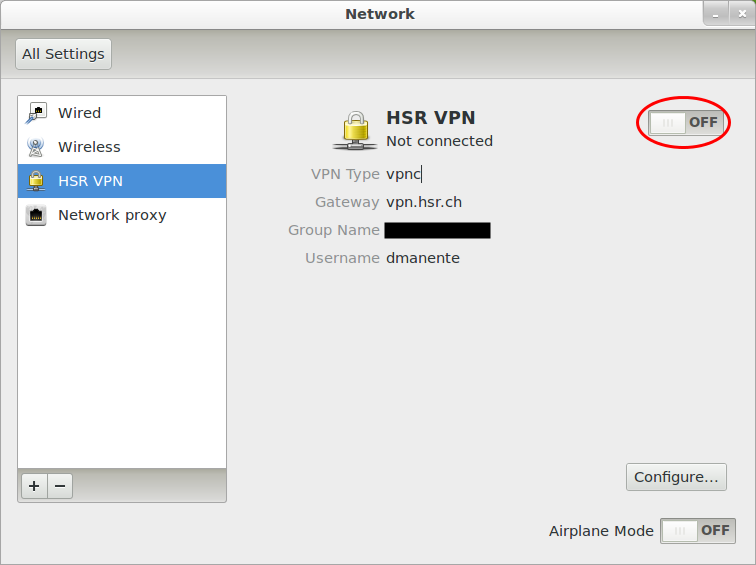 Network
All Settings
Wired
Wireless
HSR VPN
Network proxy
HSR VPN
OFF
Not connected
VPN Type vpnc
Gateway vpn.hsr.ch
Group Name
Username dmanente
Configure...
Airplane Mode OFF